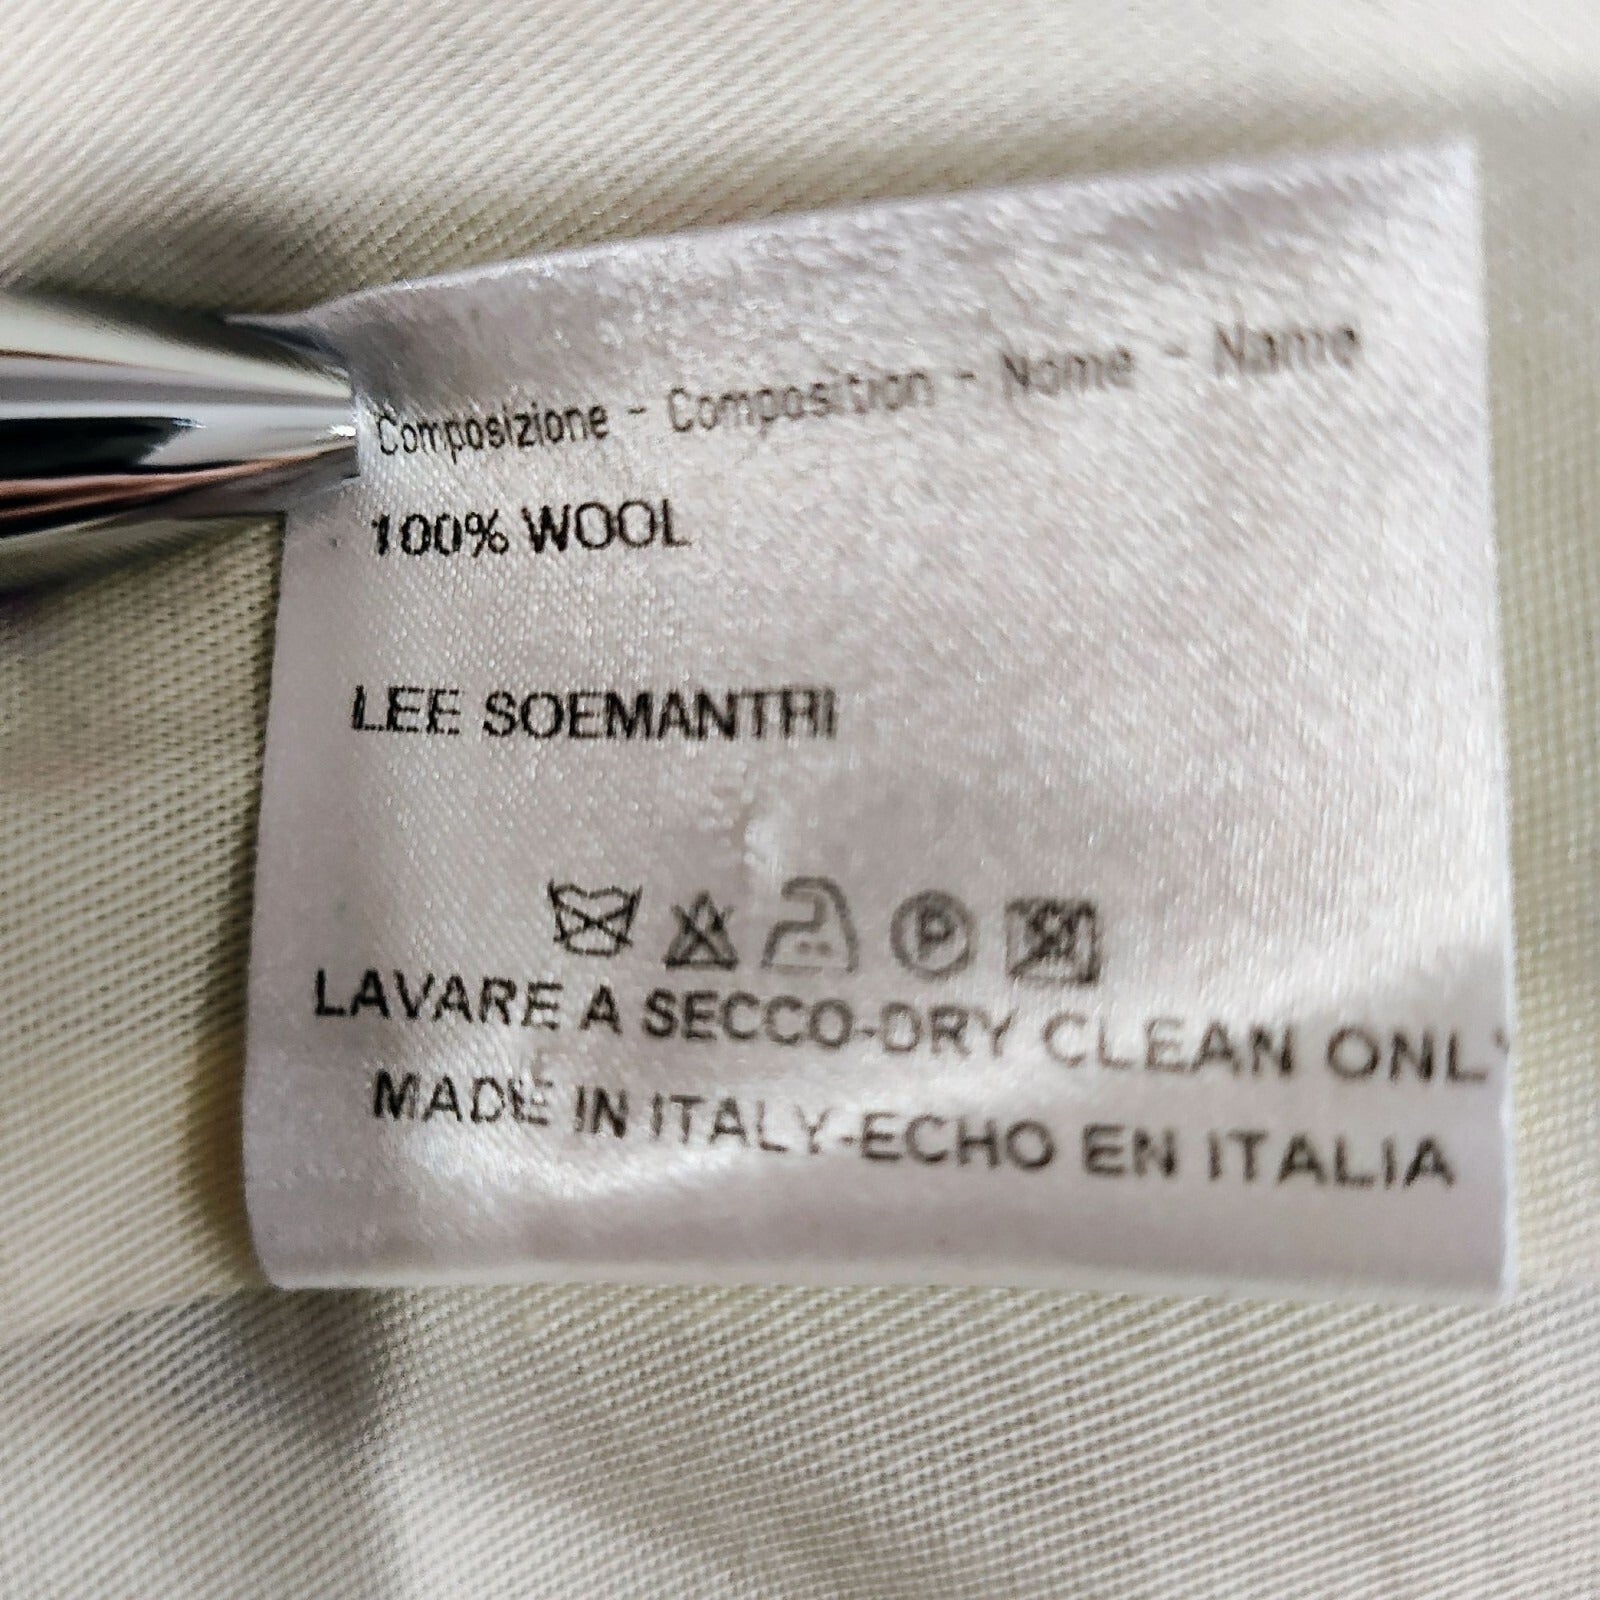 Composizione - Composition - Nome - Name
100% WOOL
LEE SOEMANTRI
P
LAVARE A SECCO-DRY CLEAN ONLY
MADE IN ITALY-ECHO EN ITALIA